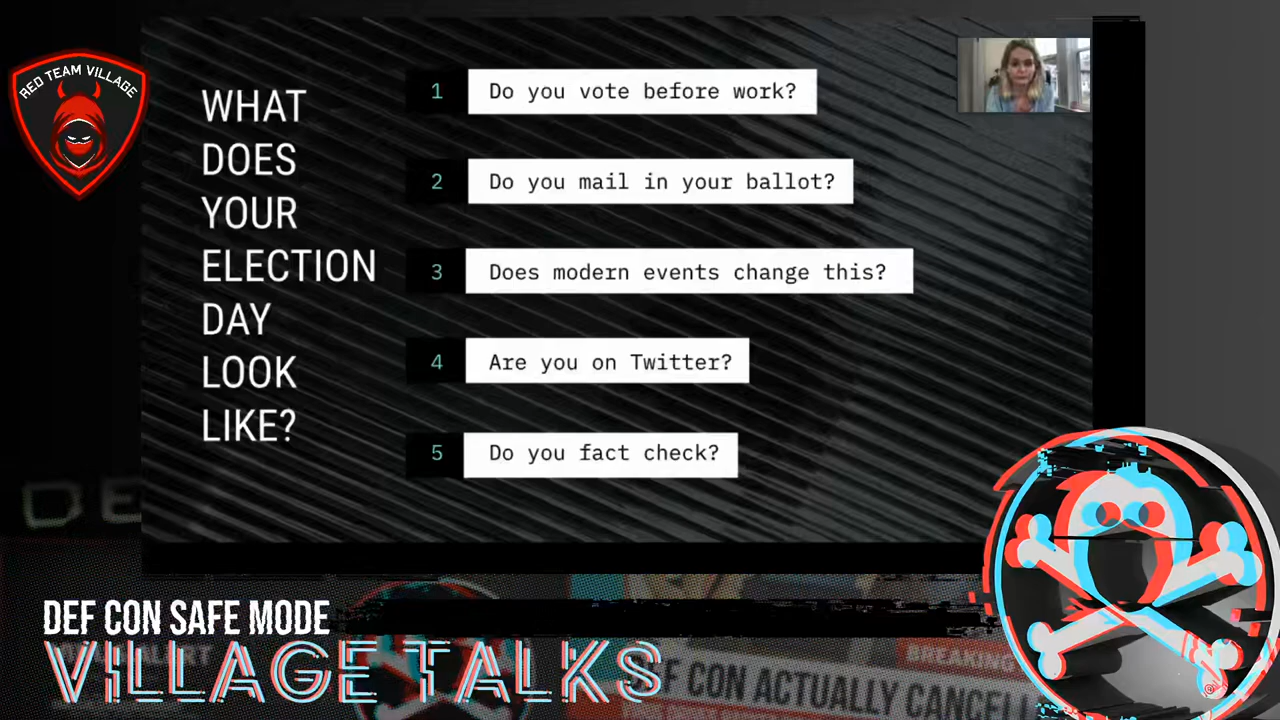 RED TEAM VILLAGE
WHAT
DOES
YOUR
ELECTION
DAY
LOOK
LIKE?
1 Do you vote before work?
2 Do you mail in your ballot?
3 Does modern events change this?
4 Are you on Twitter?
5 Do you fact check?
DEF CON SAFE MODE
VILLAGE TALKS
DEF CON ACTUALLY